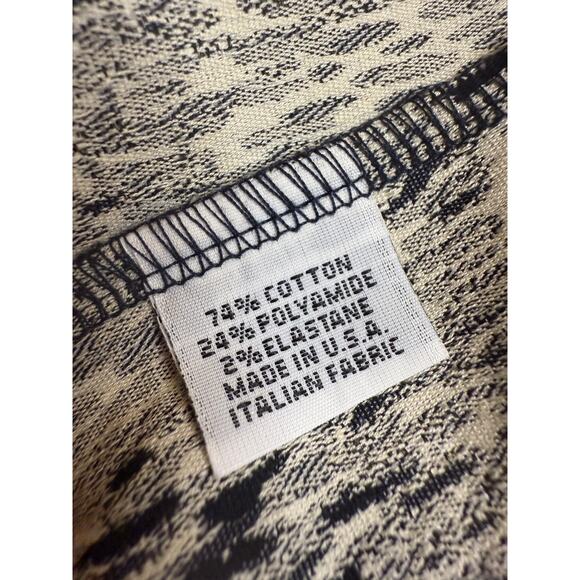 74% COTTON
24% POLYAMIDE
2% ELASTANE
MADE IN U.S.A.
ITALIAN FABRIC